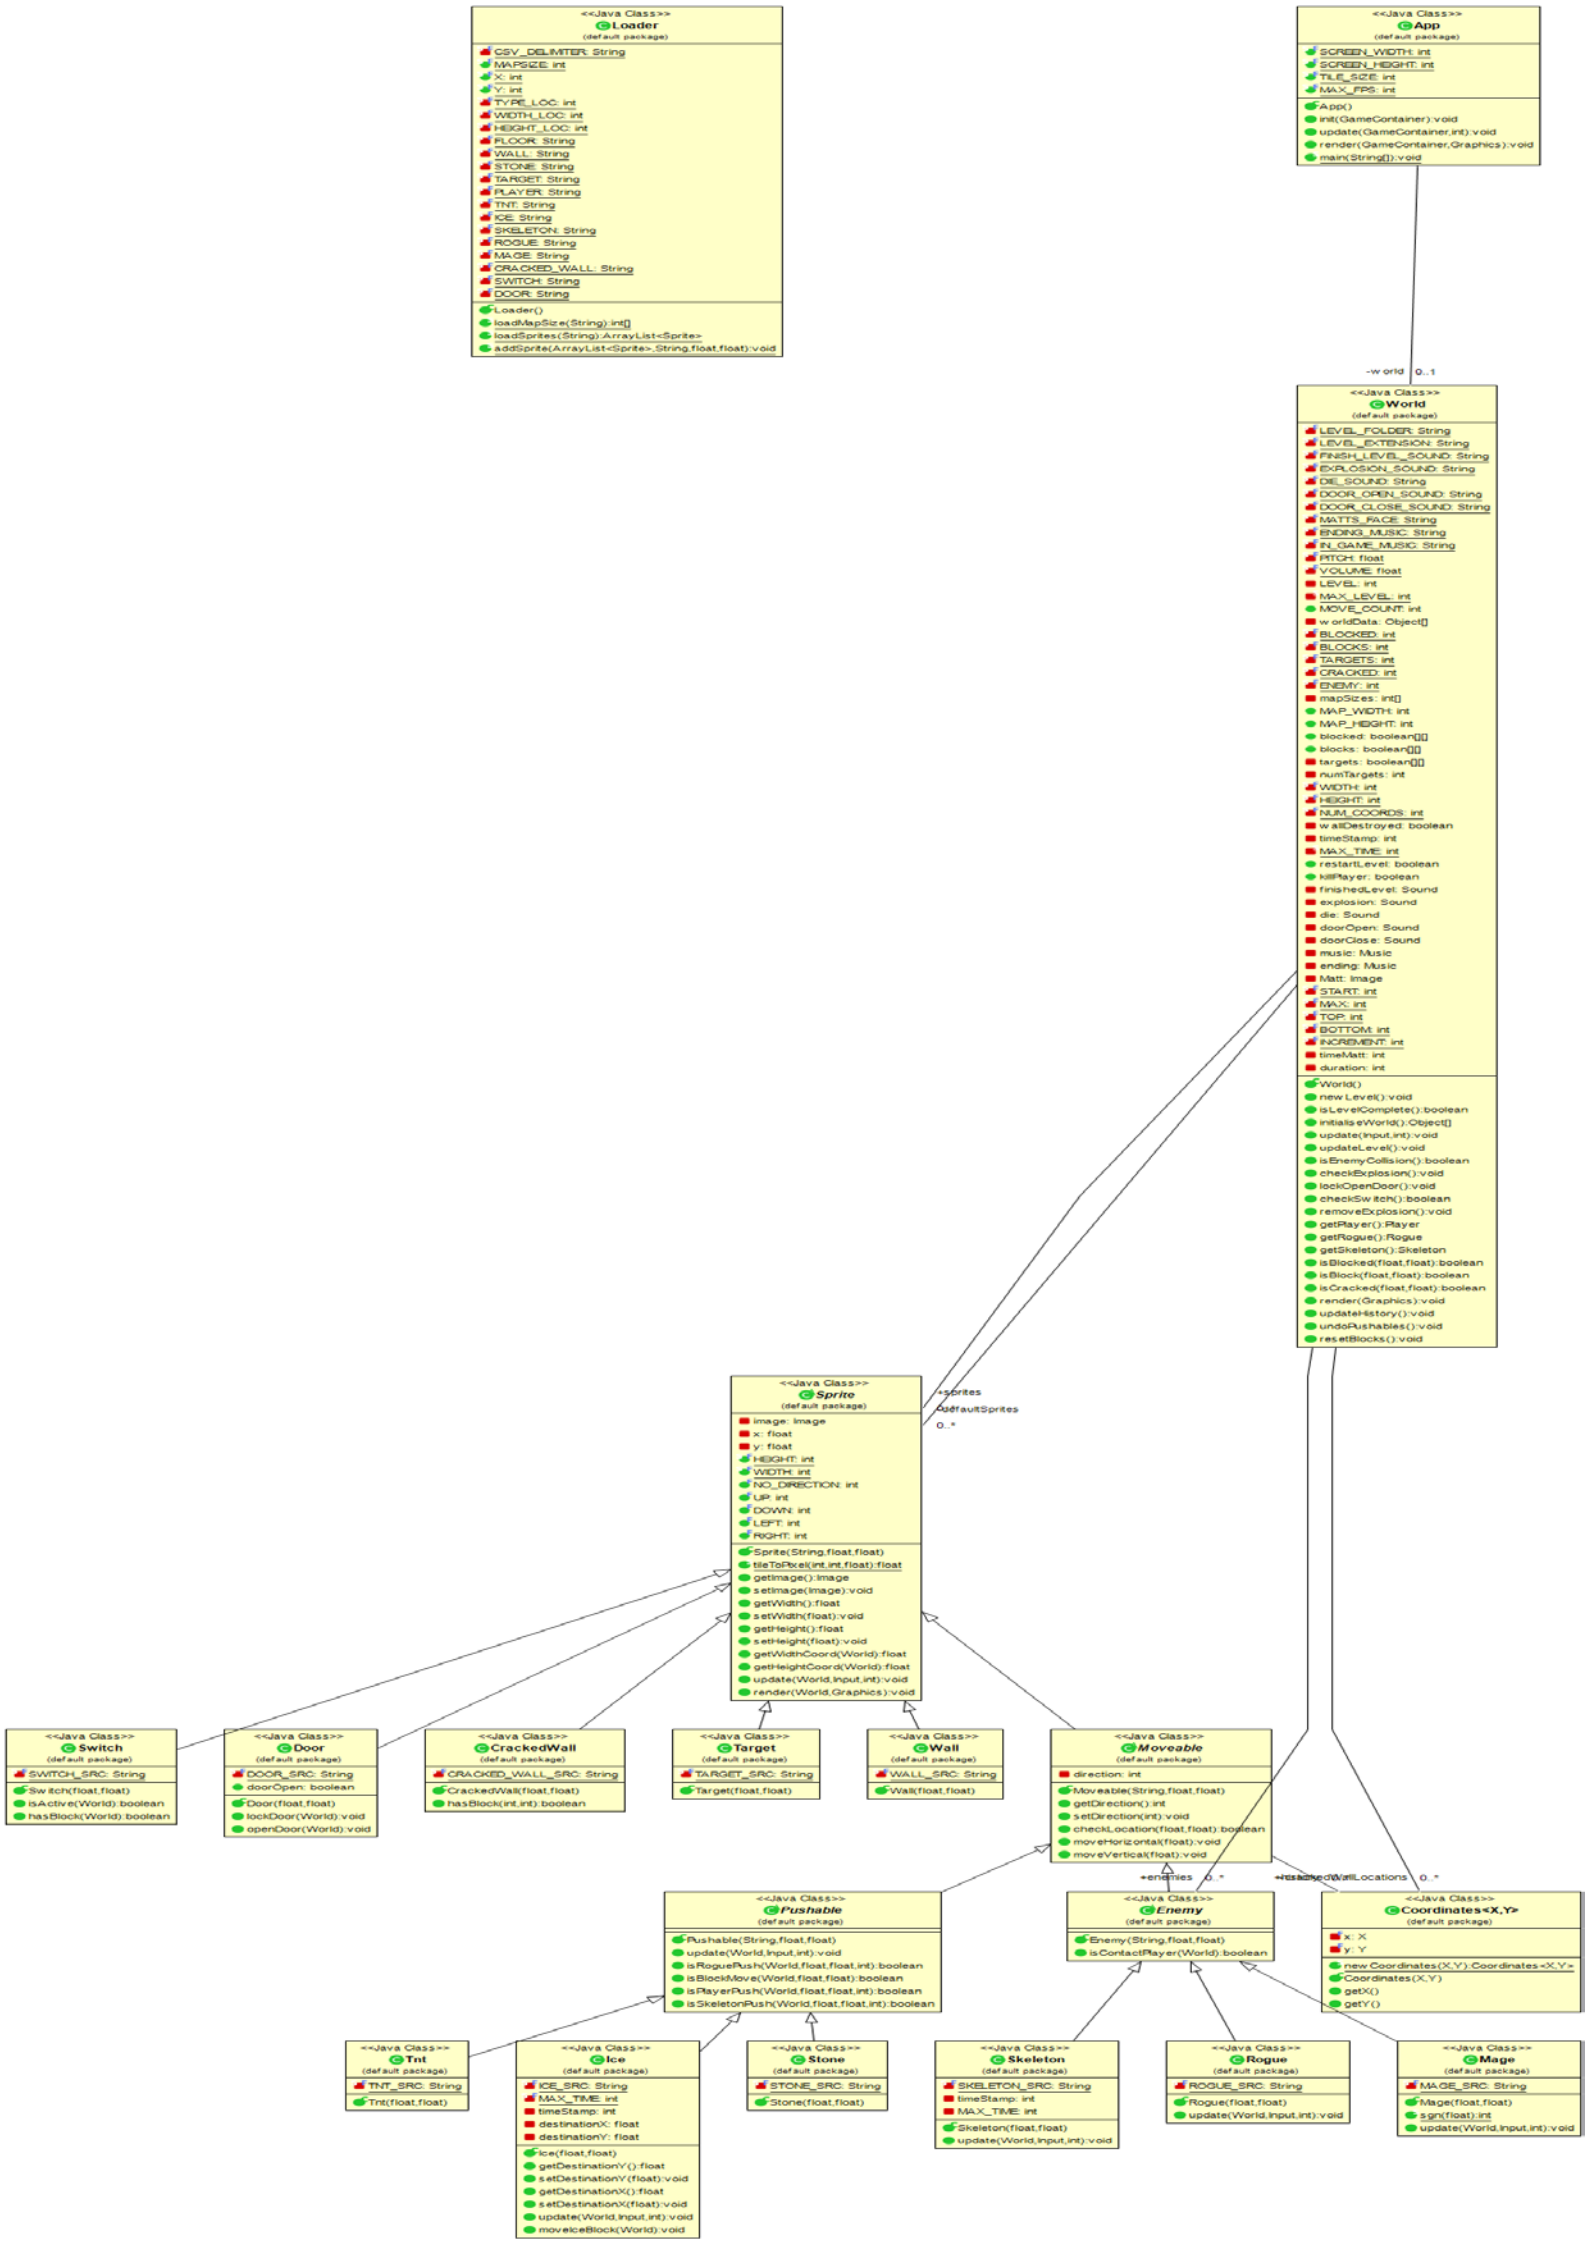 <<Java Class>>
Loader
(default package)
CSV_DELIMITER: String
MAPSIZE: int
X: int
Y: int
TYPE_LOC: int
WIDTH_LOC: int
HEIGHT_LOC: int
FLOOR: String
WALL: String
STONE: String
TARGET: String
PLAYER: String
TNT: String
ICE: String
SKELETON: String
ROGUE: String
MAGE: String
CRACKED_WALL: String
SWITCH: String
DOOR: String
Loader()
loadMapSize(String):int[]
loadSprites(String):ArrayList<Sprite>
addSprite(ArrayList<Sprite>,String,float,float):void
<<Java Class>>
App
(default package)
SCREEN_WIDTH: int
SCREEN_HEIGHT: int
TILE_SIZE: int
MAX_FPS: int
App()
init(GameContainer):void
update(GameContainer,int):void
render(GameContainer,Graphics):void
main(String[]):void
-world 0..1
<<Java Class>>
World
(default package)
LEVEL_FOLDER: String
LEVEL_EXTENSION: String
FINISH_LEVEL_SOUND: String
EXPLOSION_SOUND: String
DIE_SOUND: String
DOOR_OPEN_SOUND: String
DOOR_CLOSE_SOUND: String
MATTS_FACE: String
ENDING_MUSIC: String
IN_GAME_MUSIC: String
PITCH: float
VOLUME: float
LEVEL: int
MAX_LEVEL: int
MOVE_COUNT: int
worldData: Object[]
BLOCKED: int
BLOCKS: int
TARGETS: int
CRACKED: int
ENEMY: int
mapSizes: int[]
MAP_WIDTH: int
MAP_HEIGHT: int
blocked: boolean[][]
blocks: boolean[][]
targets: boolean[][]
numTargets: int
WIDTH: int
HEIGHT: int
NUM_COORDS: int
wallDestroyed: boolean
timeStamp: int
MAX_TIME: int
restartLevel: boolean
killPlayer: boolean
finishedLevel: Sound
explosion: Sound
die: Sound
doorOpen: Sound
doorClose: Sound
music: Music
ending: Music
Matt: Image
START: int
MAX: int
TOP: int
BOTTOM: int
INCREMENT: int
timeMatt: int
duration: int
World()
newLevel():void
isLevelComplete():boolean
initialiseWorld():Object[]
update(Input,int):void
updateLevel():void
isEnemyCollision():boolean
checkExplosion():void
lockOpenDoor():void
checkSwitch():boolean
removeExplosion():void
getPlayer():Player
getRogue():Rogue
getSkeleton():Skeleton
isBlocked(float,float):boolean
isBlock(float,float):boolean
isCracked(float,float):boolean
render(Graphics):void
updateHistory():void
undoPushables():void
resetBlocks():void
+sprites
defaultSprites
0..*
<<Java Class>>
Sprite
(default package)
image: Image
x: float
y: float
HEIGHT: int
WIDTH: int
NO_DIRECTION: int
UP: int
DOWN: int
LEFT: int
RIGHT: int
Sprite(String,float,float)
tileToPixel(int,int,float):float
getImage():Image
setImage(Image):void
getWidth():float
setWidth(float):void
getHeight():float
setHeight(float):void
getWidthCoord(World):float
getHeightCoord(World):float
update(World,Input,int):void
render(World,Graphics):void
<<Java Class>>
Switch
(default package)
SWITCH_SRC: String
Switch(float,float)
isActive(World):boolean
hasBlock(World):boolean
<<Java Class>>
Door
(default package)
DOOR_SRC: String
doorOpen: boolean
Door(float,float)
lockDoor(World):void
openDoor(World):void
<<Java Class>>
CrackedWall
(default package)
CRACKED_WALL_SRC: String
CrackedWall(float,float)
hasBlock(int,int):boolean
<<Java Class>>
Target
(default package)
TARGET_SRC: String
Target(float,float)
<<Java Class>>
Wall
(default package)
WALL_SRC: String
Wall(float,float)
<<Java Class>>
Moveable
(default package)
direction: int
Moveable(String,float,float)
getDirection():int
setDirection(int):void
checkLocation(float,float):boolean
moveHorizontal(float):void
moveVertical(float):void
+enemies 0..*
WallLocations 0..*
<<Java Class>>
Pushable
(default package)
Pushable(String,float,float)
update(World,Input,int):void
isRoguePush(World,float,float,int):boolean
isBlockMove(World,float,float):boolean
isPlayerPush(World,float,float,int):boolean
isSkeletonPush(World,float,float,int):boolean
<<Java Class>>
Enemy
(default package)
Enemy(String,float,float)
isContactPlayer(World):boolean
<<Java Class>>
Coordinates<X,Y>
(default package)
x: X
y: Y
newCoordinates(X,Y):Coordinates<X,Y>
Coordinates(X,Y)
getX()
getY()
<<Java Class>>
Tnt
(default package)
TNT_SRC: String
Tnt(float,float)
<<Java Class>>
Ice
(default package)
ICE_SRC: String
MAX_TIME: int
timeStamp: int
destinationX: float
destinationY: float
Ice(float,float)
getDestinationY():float
setDestinationY(float):void
getDestinationX():float
setDestinationX(float):void
update(World,Input,int):void
moveIceBlock(World):void
<<Java Class>>
Stone
(default package)
STONE_SRC: String
Stone(float,float)
<<Java Class>>
Skeleton
(default package)
SKELETON_SRC: String
timeStamp: int
MAX_TIME: int
Skeleton(float,float)
update(World,Input,int):void
<<Java Class>>
Rogue
(default package)
ROGUE_SRC: String
Rogue(float,float)
update(World,Input,int):void
<<Java Class>>
Mage
(default package)
MAGE_SRC: String
Mage(float,float)
sgn(float):int
update(World,Input,int):void